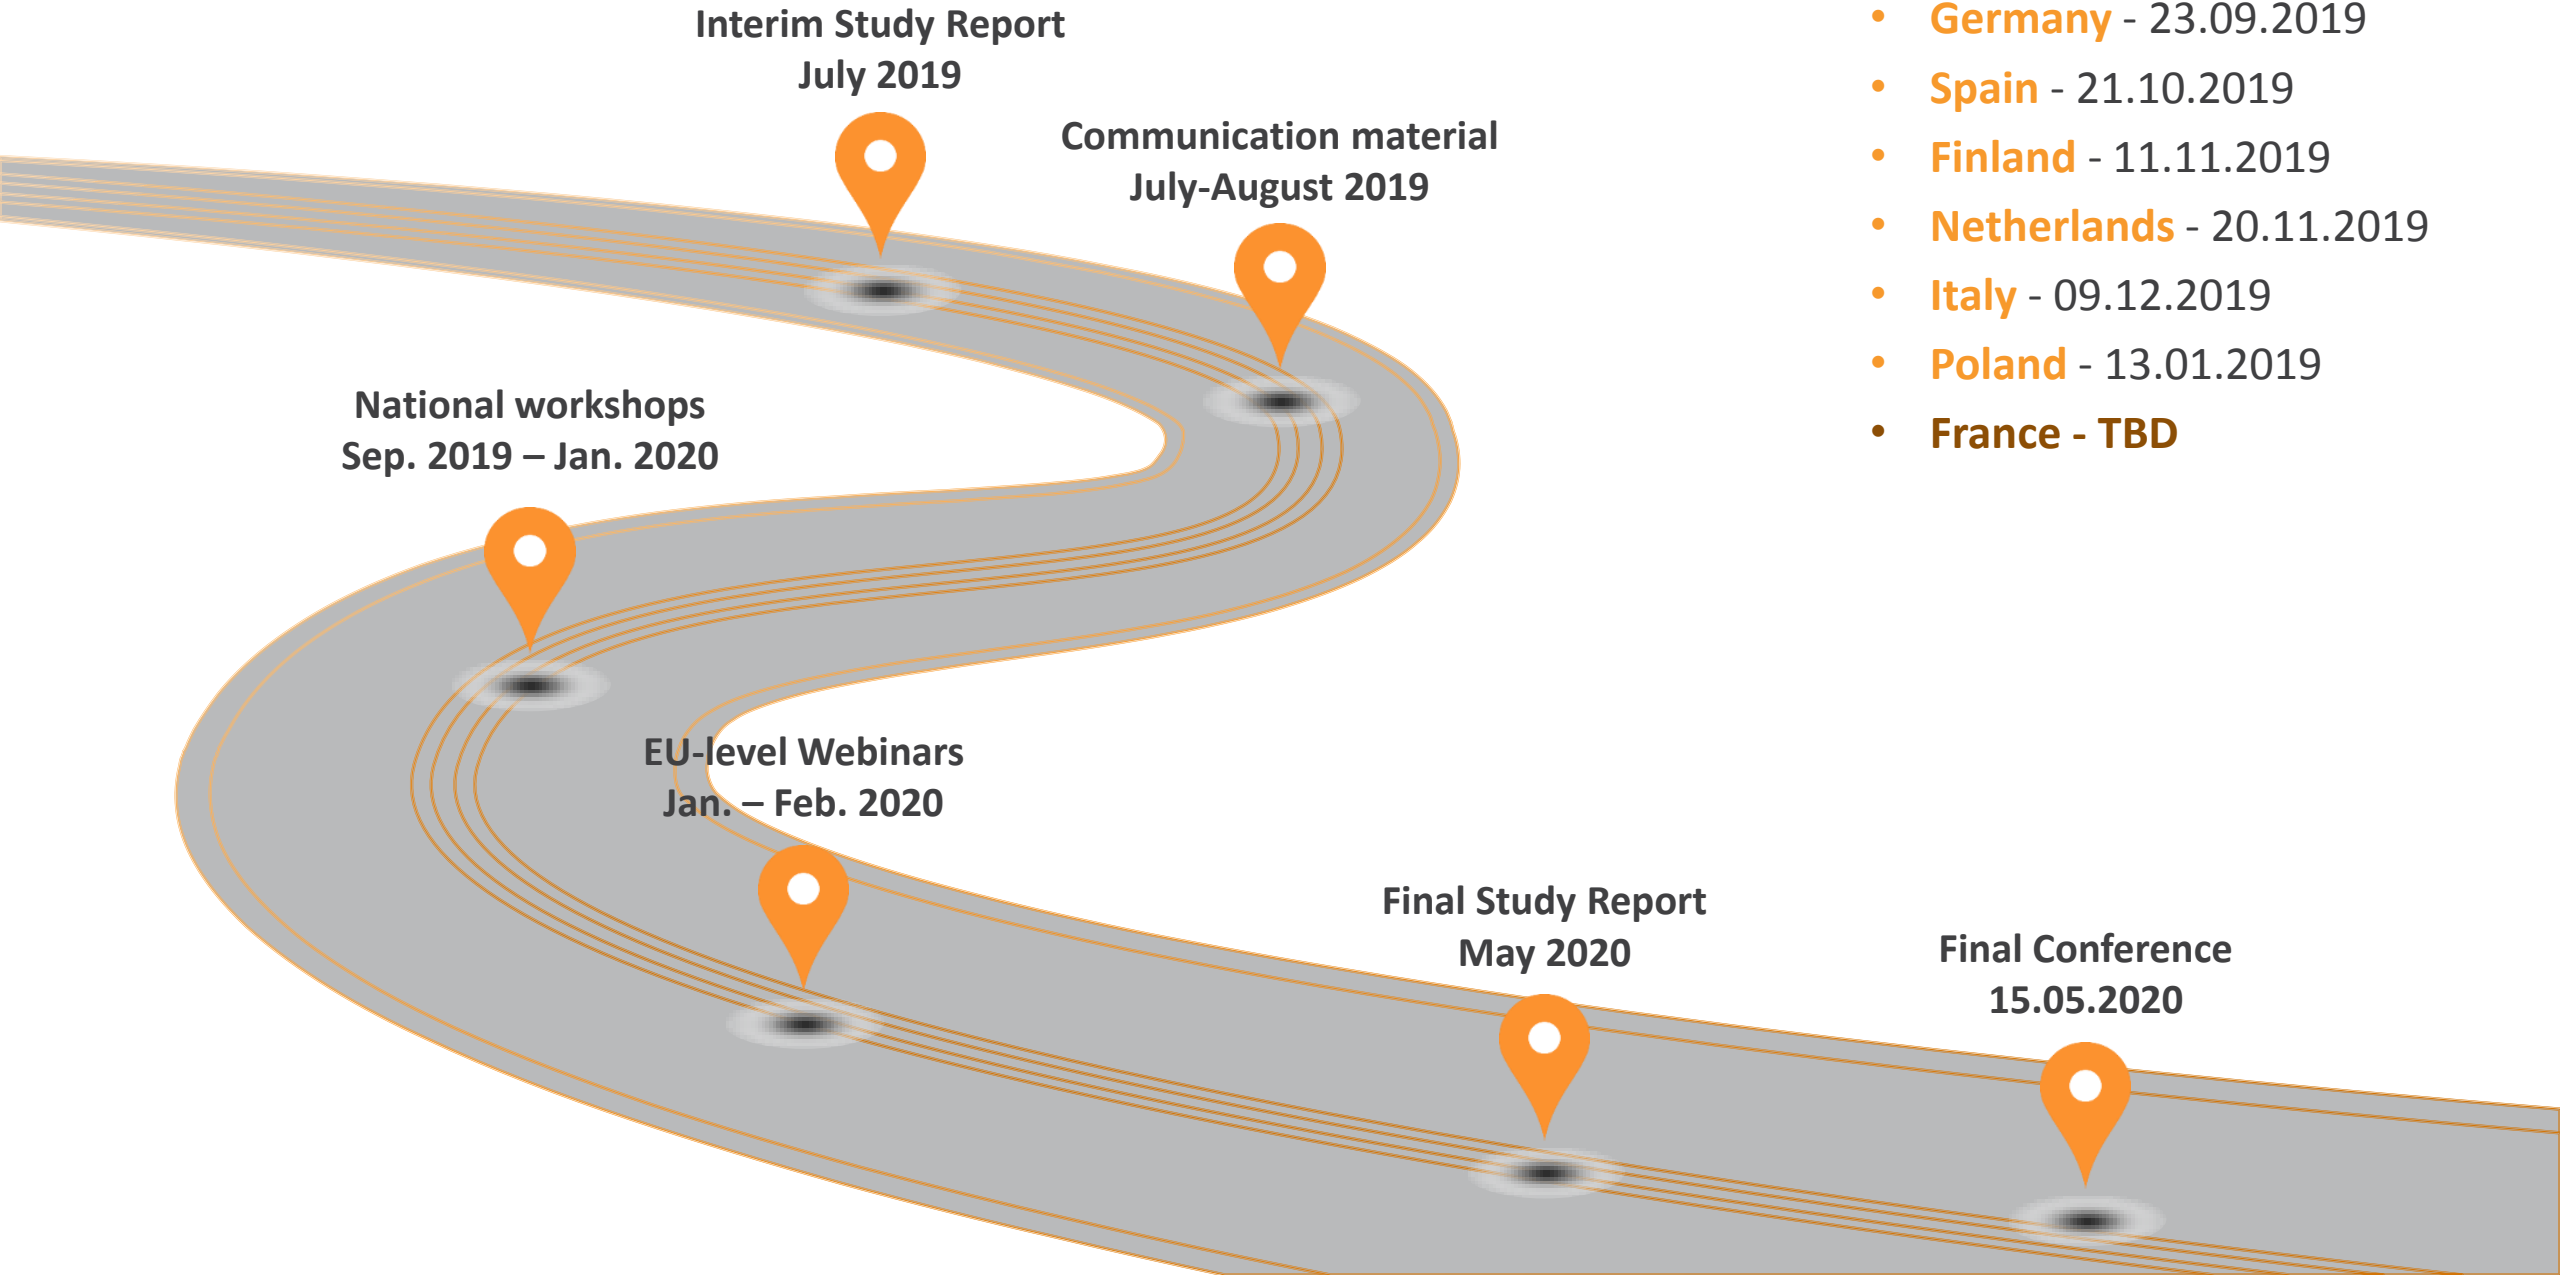 Interim Study Report
July 2019
Communication material
July-August 2019
National workshops
Sep. 2019 – Jan. 2020
EU-level Webinars
Jan. – Feb. 2020
Final Study Report
May 2020
Final Conference
15.05.2020
• Germany - 23.09.2019
• Spain - 21.10.2019
• Finland - 11.11.2019
• Netherlands - 20.11.2019
• Italy - 09.12.2019
• Poland - 13.01.2019
• France - TBD